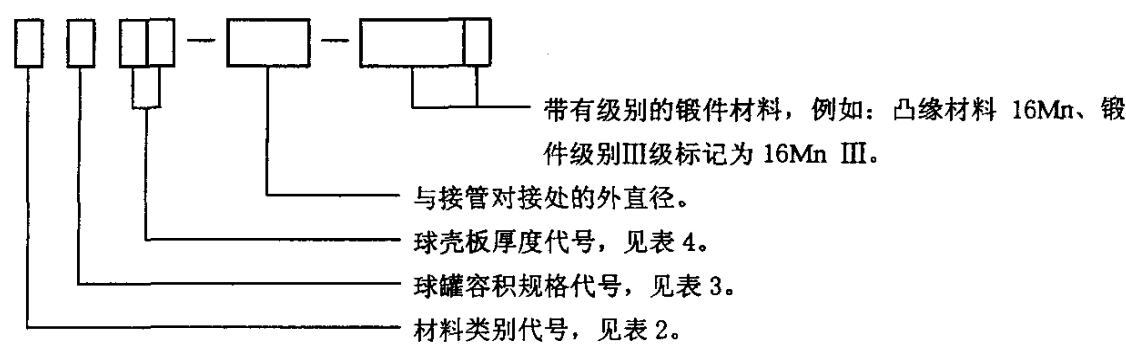 带有级别的锻件材料，例如：凸缘材料 16Mn、锻
件级别Ⅲ级标记为 16Mn Ⅲ。
与接管对接处的外直径。
球壳板厚度代号，见表 4。
球罐容积规格代号，见表 3。
材料类别代号，见表 2。